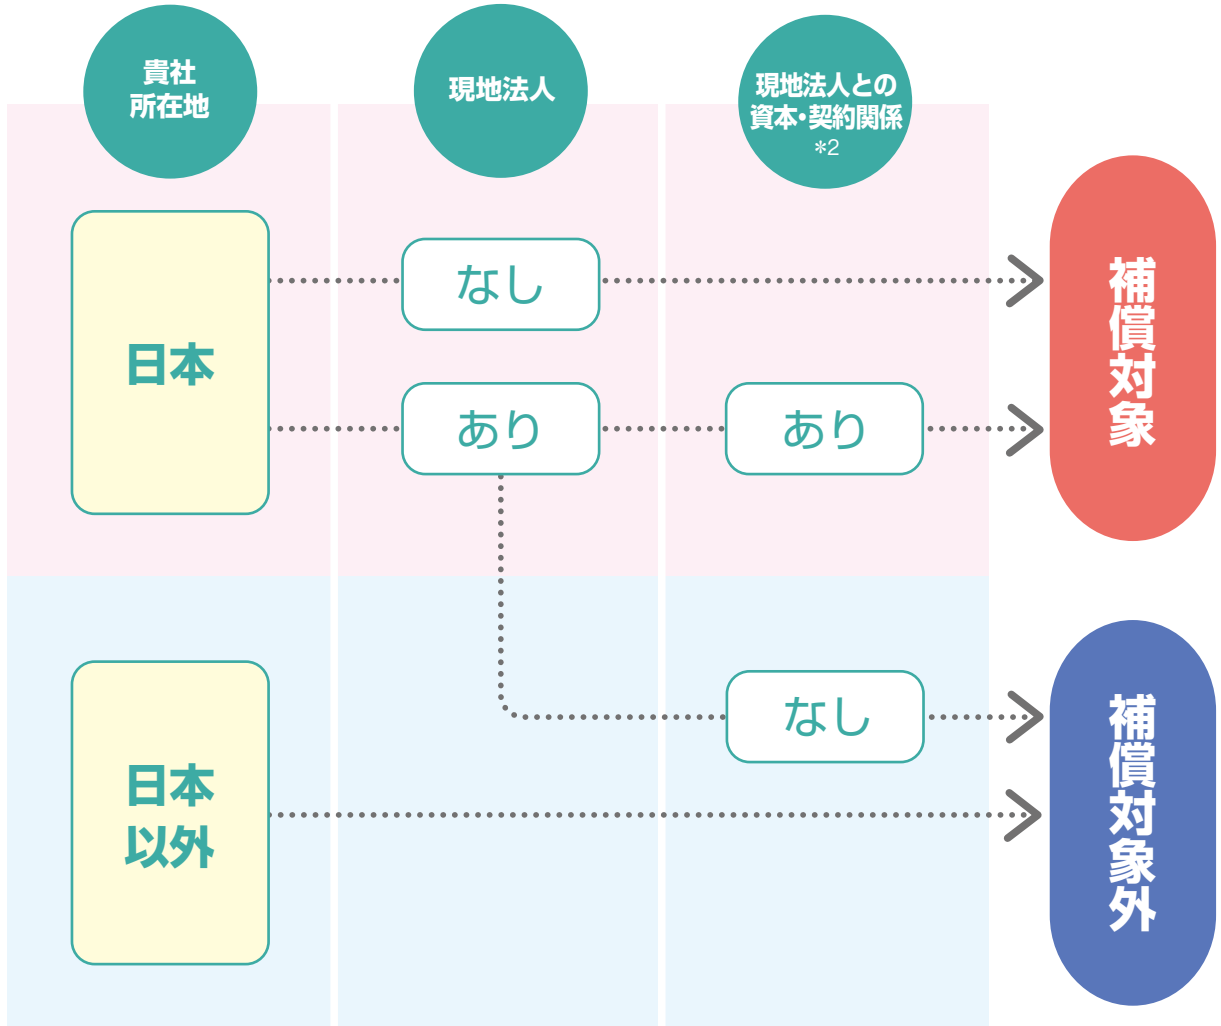 貴社
所在地
現地法人
現地法人との
資本・契約関係
*2
日本
なし
あり
あり
補償対象
なし
日本
以外
補償対象外